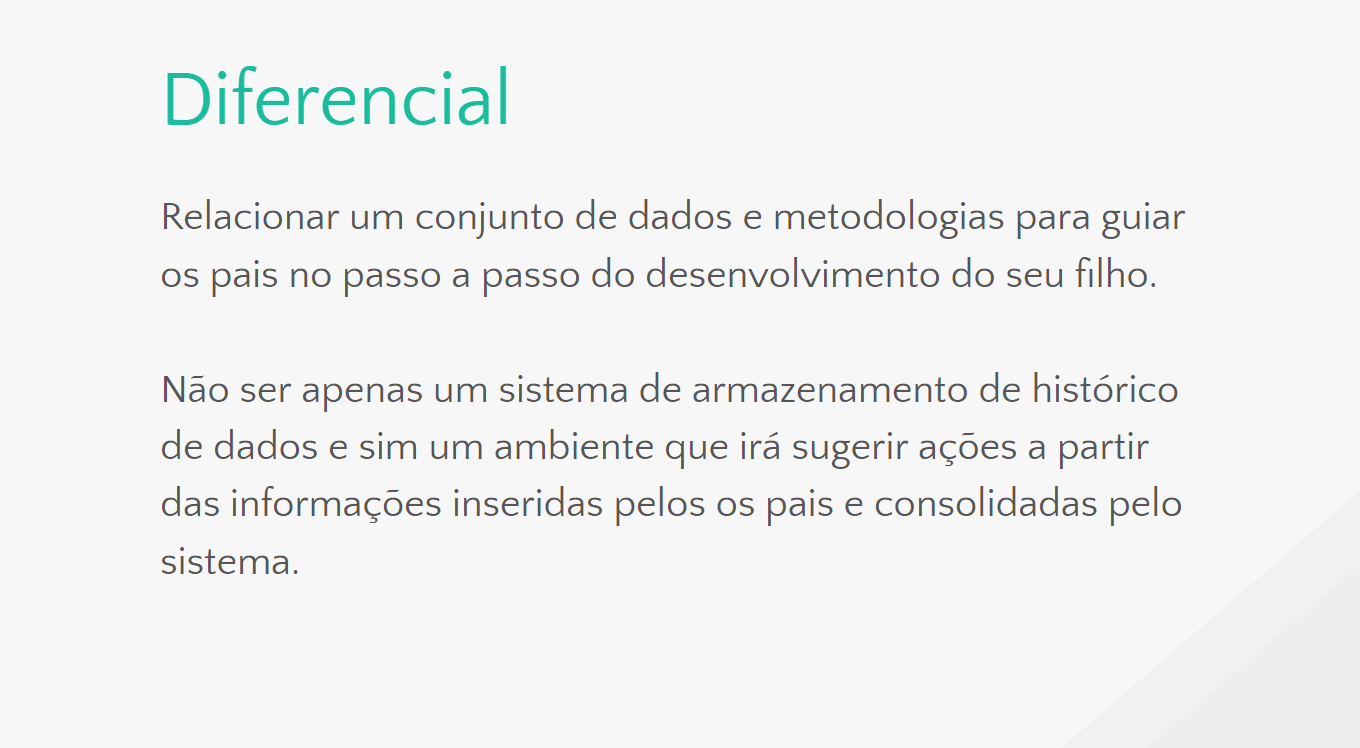 Diferencial
Relacionar um conjunto de dados e metodologias para guiar
os pais no passo a passo do desenvolvimento do seu filho.
Não ser apenas um sistema de armazenamento de histórico
de dados e sim um ambiente que irá sugerir ações a partir
das informações inseridas pelos os pais e consolidadas pelo
sistema.